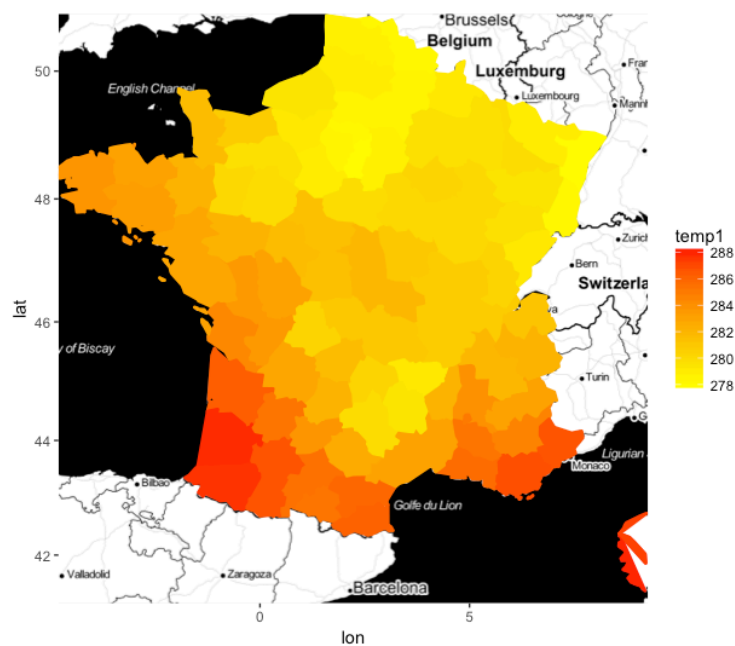 Brussels
Belgium
Luxemburg
Luxembourg
English Channel
Bern
Zurich
Switzerla
va
y of Biscay
Turin
Ligurian
Monaco
Golfe du Lion
Bilbao
Valladolid
Zaragoza
Barcelona
50
48
46
44
42
lat
0
5
lon
temp1
288
286
284
282
280
278
Fran
Mannh
G